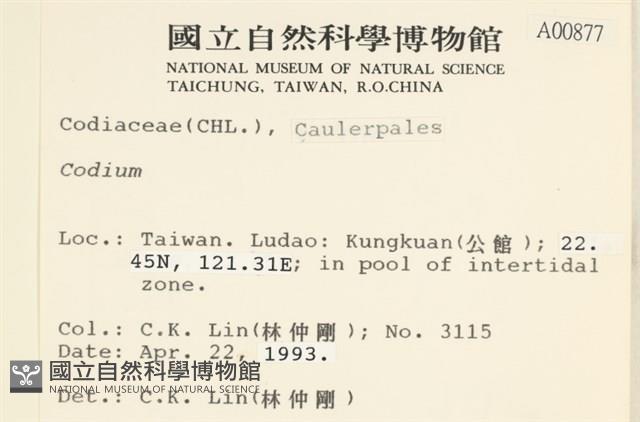 國立自然科學博物館
A00877
NATIONAL MUSEUM OF NATURAL SCIENCE
TAICHUNG, TAIWAN, R.O.CHINA
Codiaceae(CHL.), Caulerpales
Codium
Loc.: Taiwan. Ludao: Kungkuan(公館); 22.
45N, 121.31E; in pool of intertidal
zone.
Col.: C.K. Lin(林仲剛); No. 3115
Date: Apr. 22, 1993.
國立自然科學博物館
NATIONAL MUSEUM OF NATURAL SCIENCE
Det.: C.K. Lin(林仲剛)